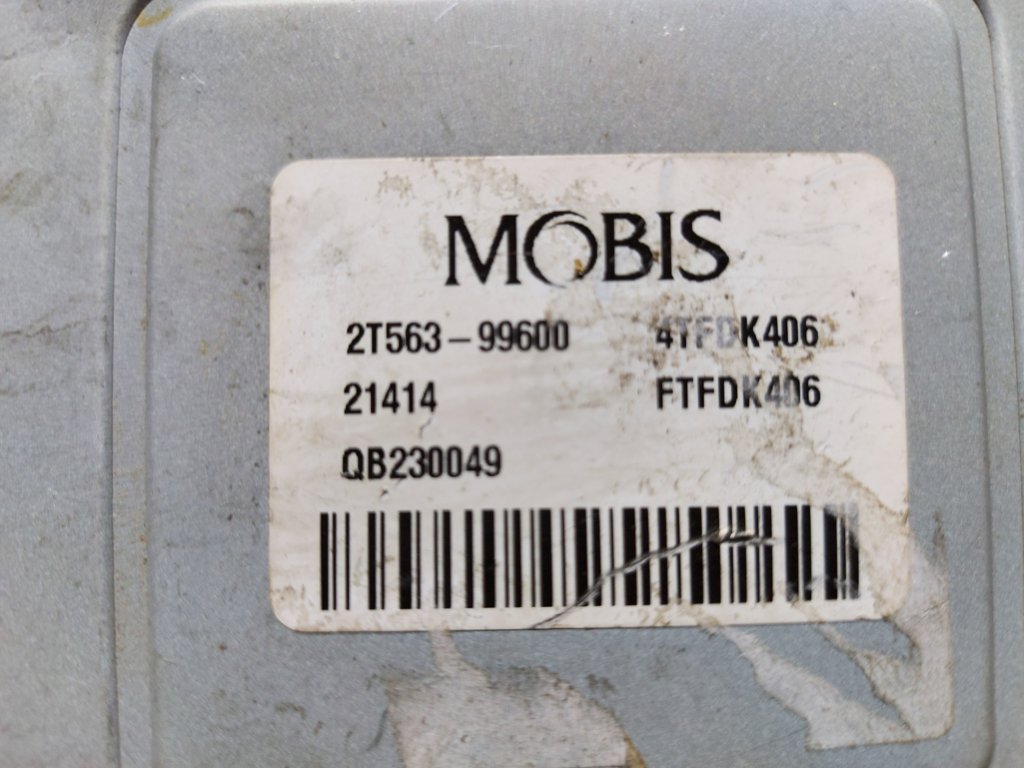 MOBIS
2T563-99600 4TFDK406
21414 FTFDK406
QB230049